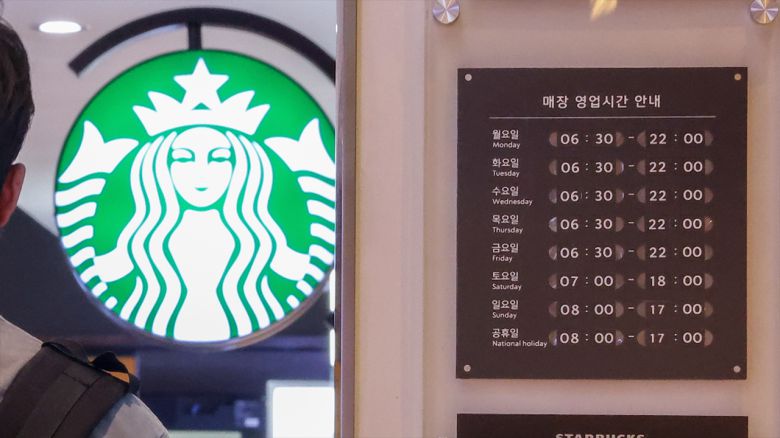 매장 영업시간 안내
월요일 06 : 30 - 22 : 00
Monday
화요일 06 : 30 - 22 : 00
Tuesday
수요일 06 : 30 - 22 : 00
Wednesday
목요일 06 : 30 - 22 : 00
Thursday
금요일 06 : 30 - 22 : 00
Friday
토요일 07 : 00 - 18 : 00
Saturday
일요일 08 : 00 - 17 : 00
Sunday
공휴일 08 : 00 - 17 : 00
National holiday
STARBUCKS